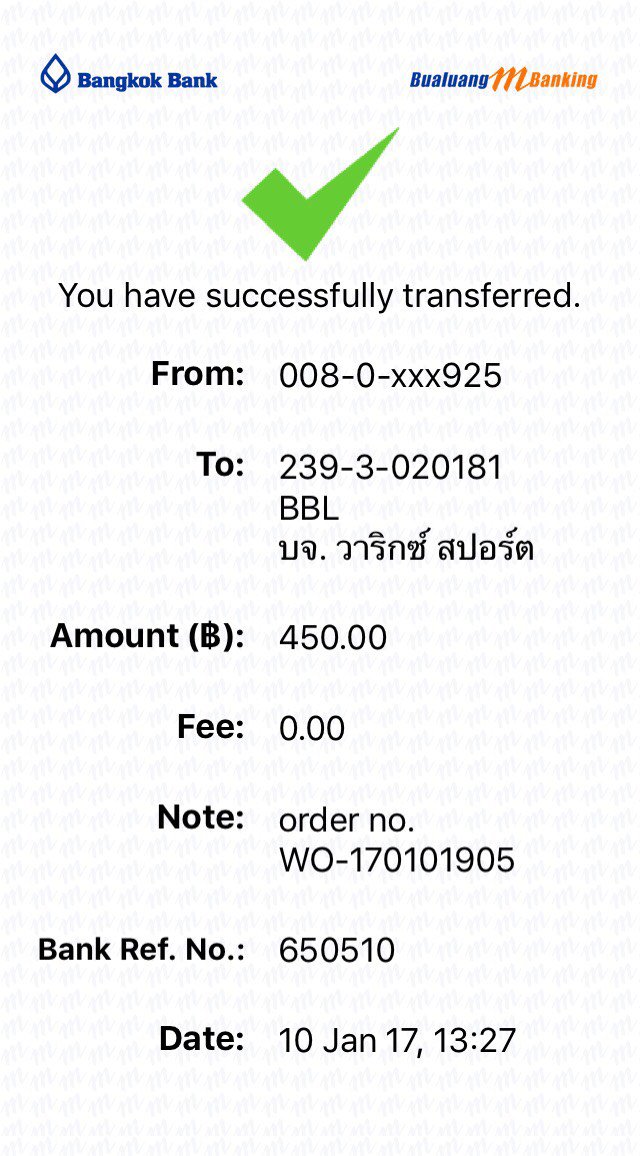 Bangkok Bank
Bualuang mBanking
You have successfully transferred.
From: 008-0-xxx925
To: 239-3-020181
BBL
บจ. วาริกซ์ สปอร์ต
Amount (฿): 450.00
Fee: 0.00
Note: order no.
WO-170101905
Bank Ref. No.: 650510
Date: 10 Jan 17, 13:27